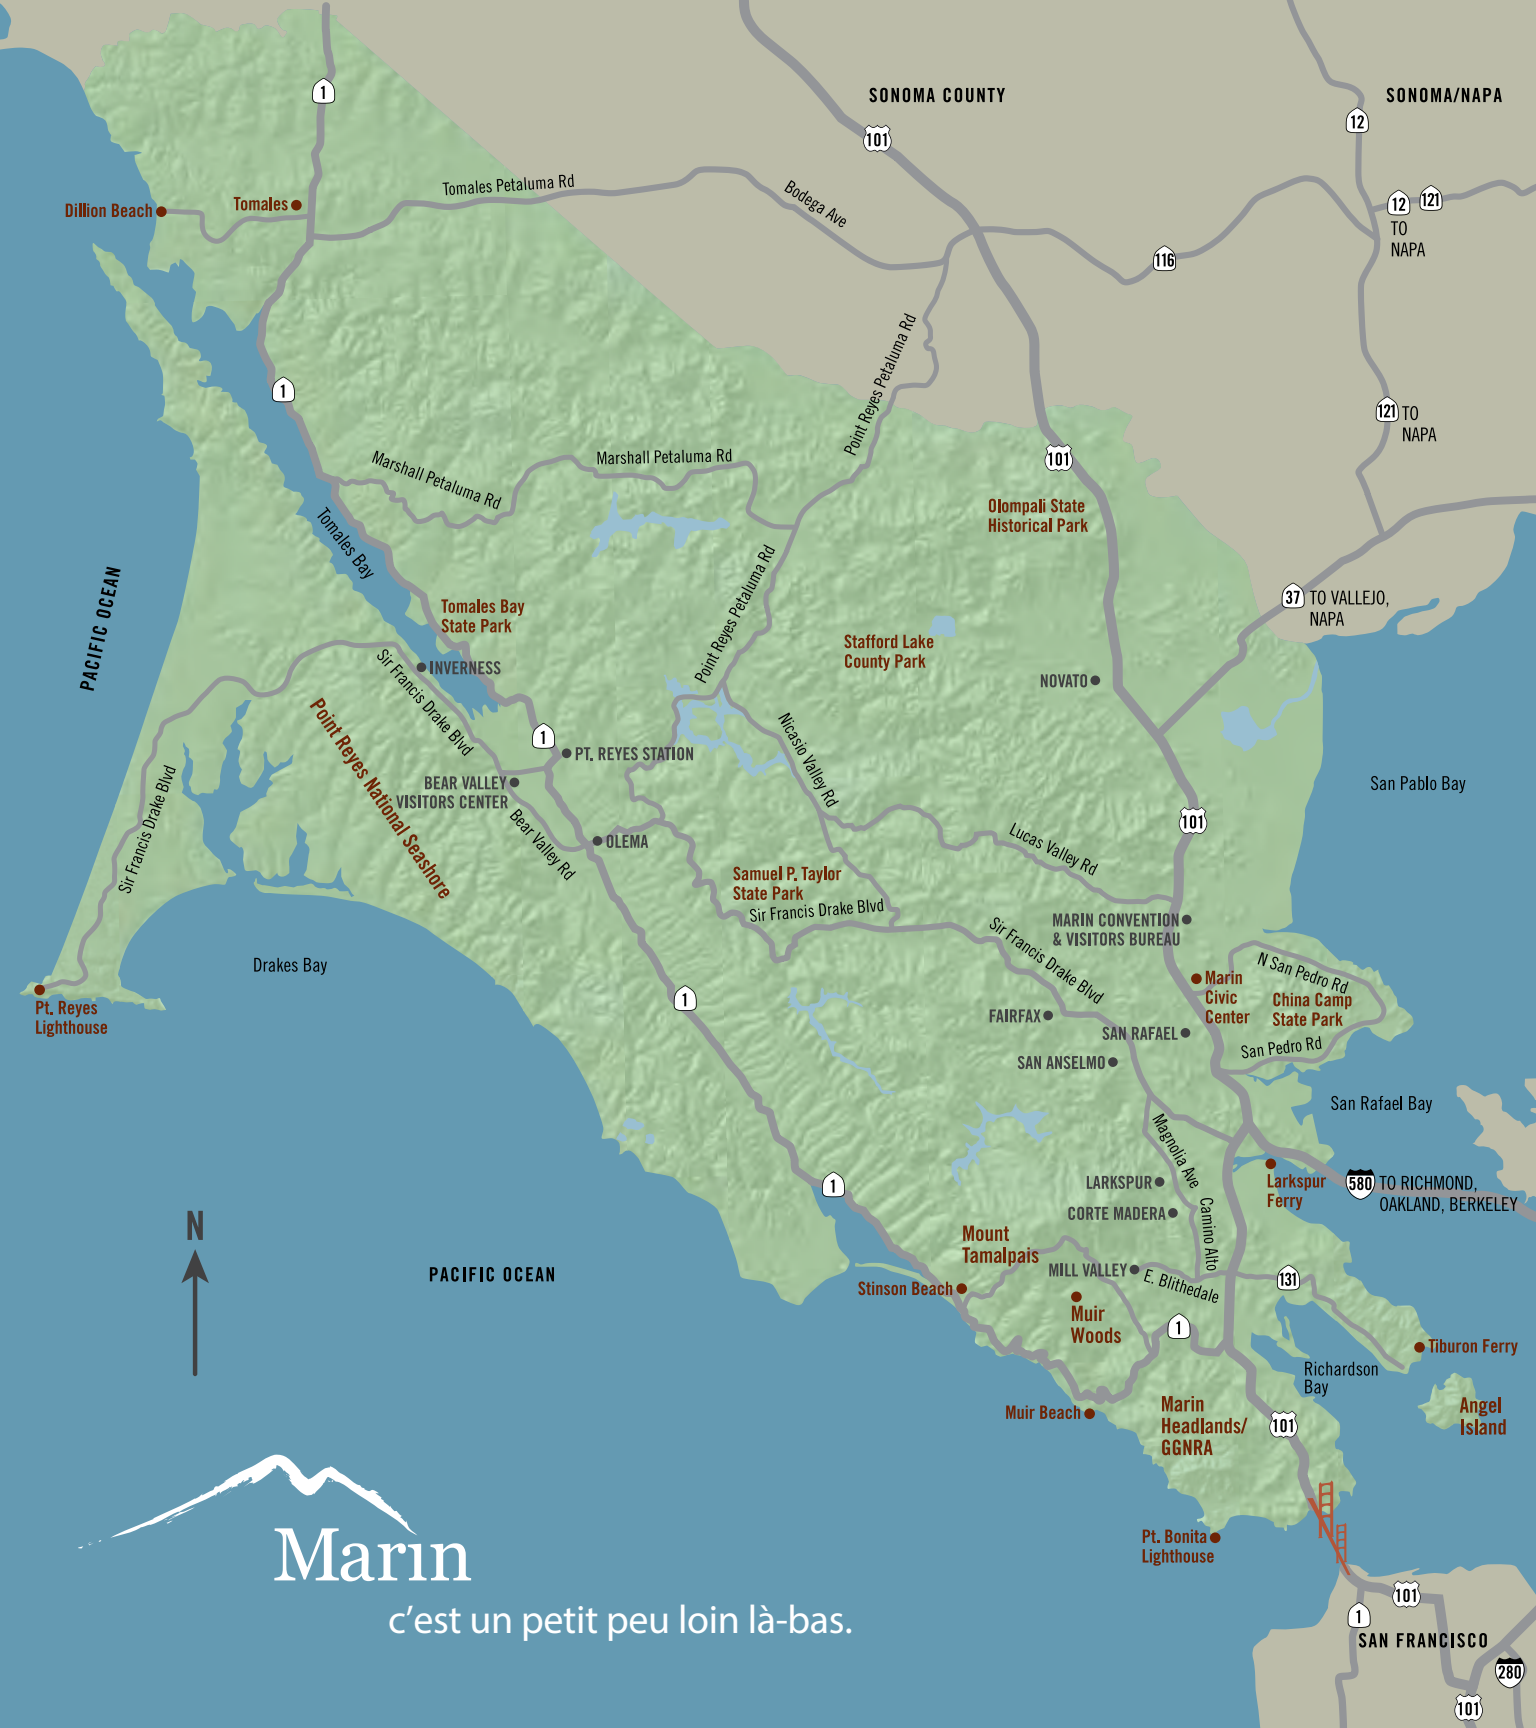 SONOMA COUNTY
SONOMA/NAPA
1
101
12
Tomales Petaluma Rd
Bodega Ave
12
121
TO
NAPA
Dillion Beach
Tomales
116
Point Reyes Petaluma Rd
1
121
TO
NAPA
Marshall Petaluma Rd
Marshall Petaluma Rd
101
Olompali State
Historical Park
Tomales Bay
PACIFIC OCEAN
Point Reyes Petaluma Rd
37
TO VALLEJO,
NAPA
Tomales Bay
State Park
Stafford Lake
County Park
INVERNESS
Sir Francis Drake Blvd
NOVATO
Point Reyes National Seashore
1
PT. REYES STATION
Nicasio Valley Rd
BEAR VALLEY
VISITORS CENTER
San Pablo Bay
Sir Francis Drake Blvd
Bear Valley Rd
OLEMA
101
Lucas Valley Rd
Samuel P. Taylor
State Park
Sir Francis Drake Blvd
Sir Francis Drake Blvd
MARIN CONVENTION
& VISITORS BUREAU
Drakes Bay
N San Pedro Rd
Marin
Civic
Center
China Camp
State Park
Pt. Reyes
Lighthouse
1
FAIRFAX
SAN RAFAEL
San Pedro Rd
SAN ANSELMO
San Rafael Bay
Magnolia Ave
LARKSPUR
Larkspur
Ferry
580
TO RICHMOND,
OAKLAND, BERKELEY
1
CORTE MADERA
Camino Alto
N
Mount
Tamalpais
PACIFIC OCEAN
MILL VALLEY
E. Blithedale
131
Stinson Beach
Muir
Woods
1
Tiburon Ferry
Richardson
Bay
Muir Beach
Marin
Headlands/
GGNRA
101
Angel
Island
Pt. Bonita
Lighthouse
Marin
c'est un petit peu loin là-bas.
101
1
SAN FRANCISCO
280
101